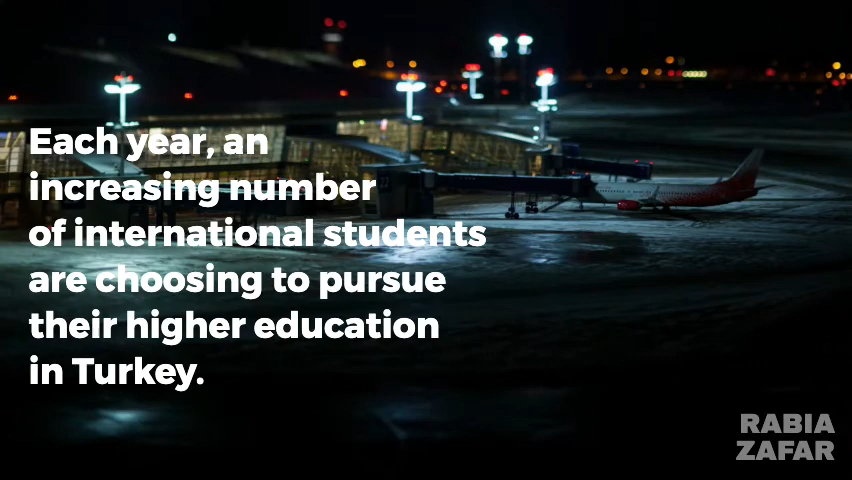 Each year, an
increasing number
of international students
are choosing to pursue
their higher education
in Turkey.
RABIA
ZAFAR